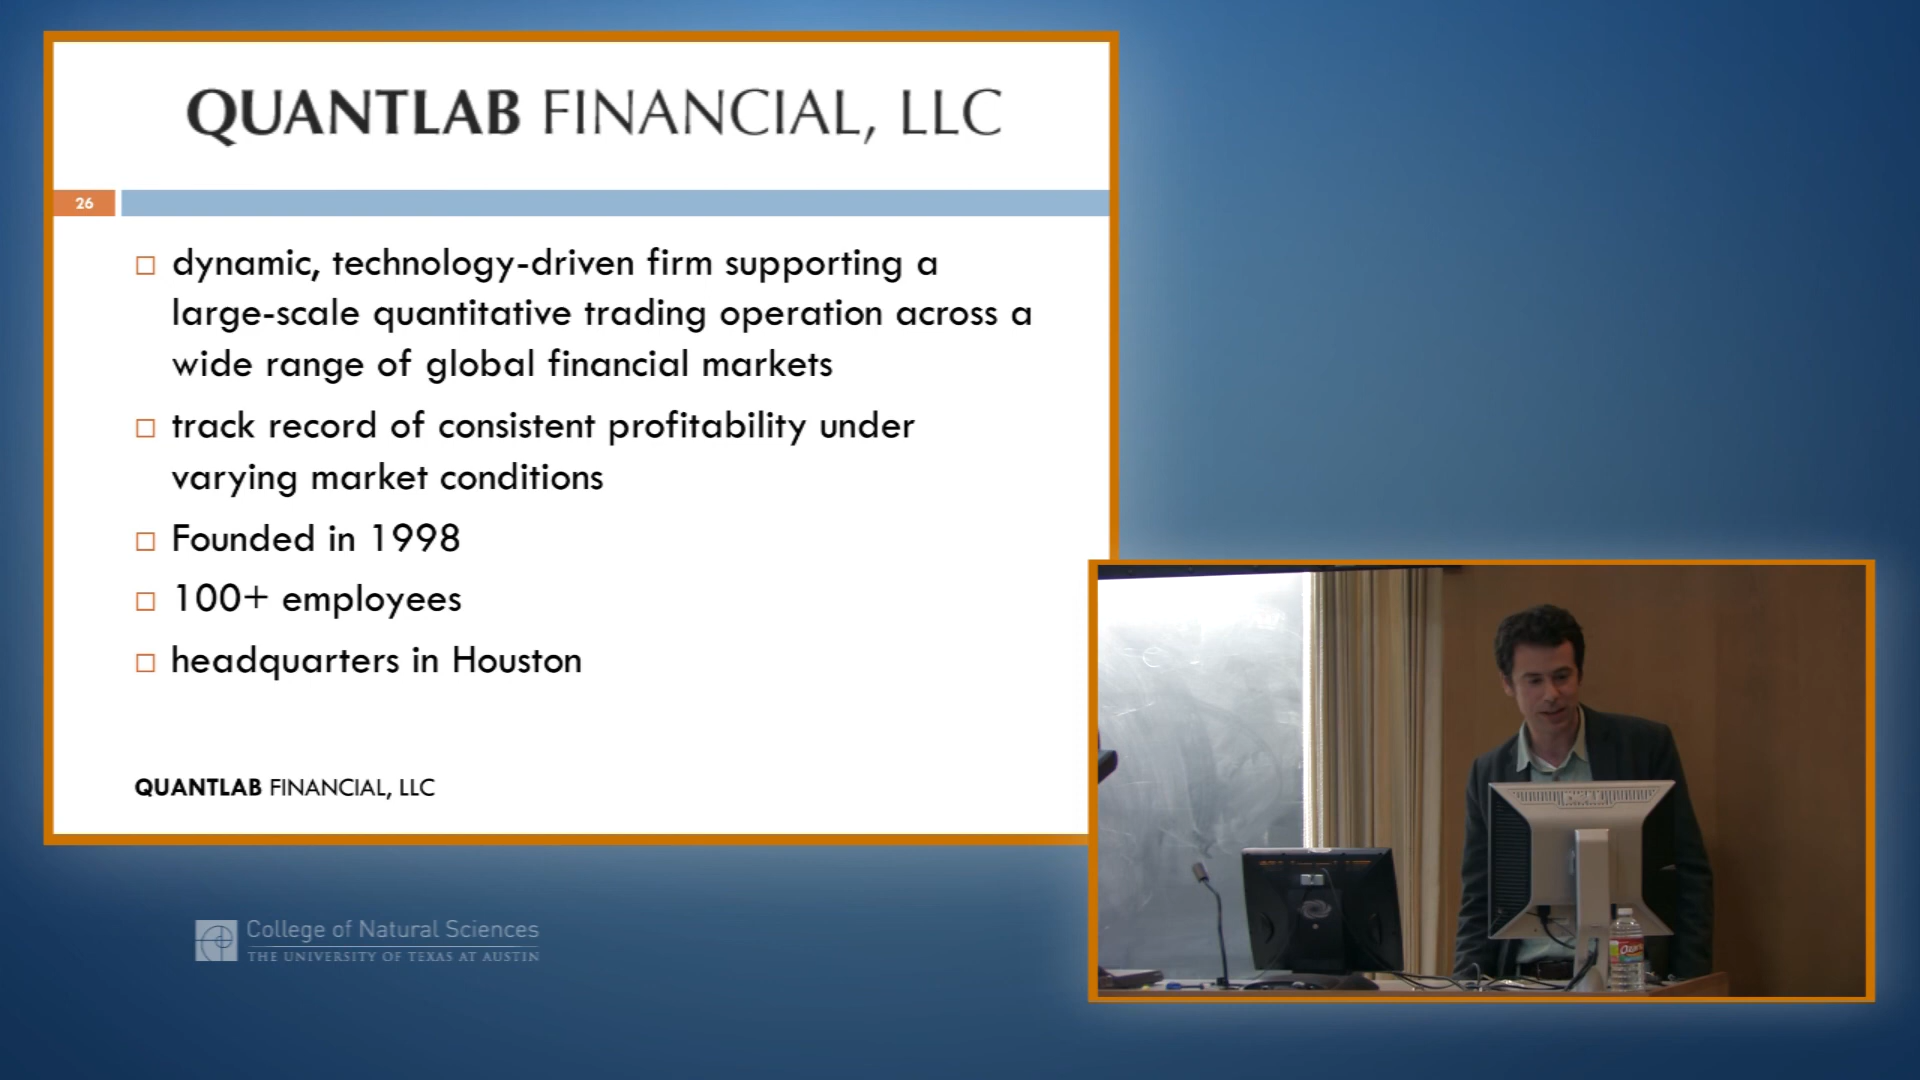 QUANTLAB FINANCIAL, LLC
26
dynamic, technology-driven firm supporting a
large-scale quantitative trading operation across a
wide range of global financial markets
track record of consistent profitability under
varying market conditions
Founded in 1998
100+ employees
headquarters in Houston
QUANTLAB FINANCIAL, LLC
College of Natural Sciences
THE UNIVERSITY OF TEXAS AT AUSTIN